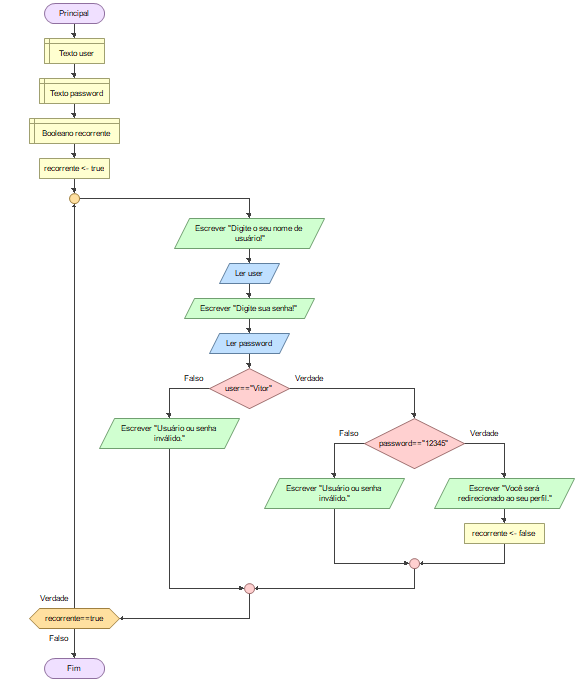 Principal
Texto user
Texto password
Booleano recorrente
recorrente <- true
Escrever "Digite o seu nome de
usuário!"
Ler user
Escrever "Digite sua senha!"
Ler password
Falso
Verdade
user=="Vitor"
Escrever "Usuário ou senha
inválido."
Falso
Verdade
password=="12345"
Escrever "Usuário ou senha
inválido."
Escrever "Você será
redirecionado ao seu perfil."
recorrente <- false
Verdade
recorrente==true
Falso
Fim